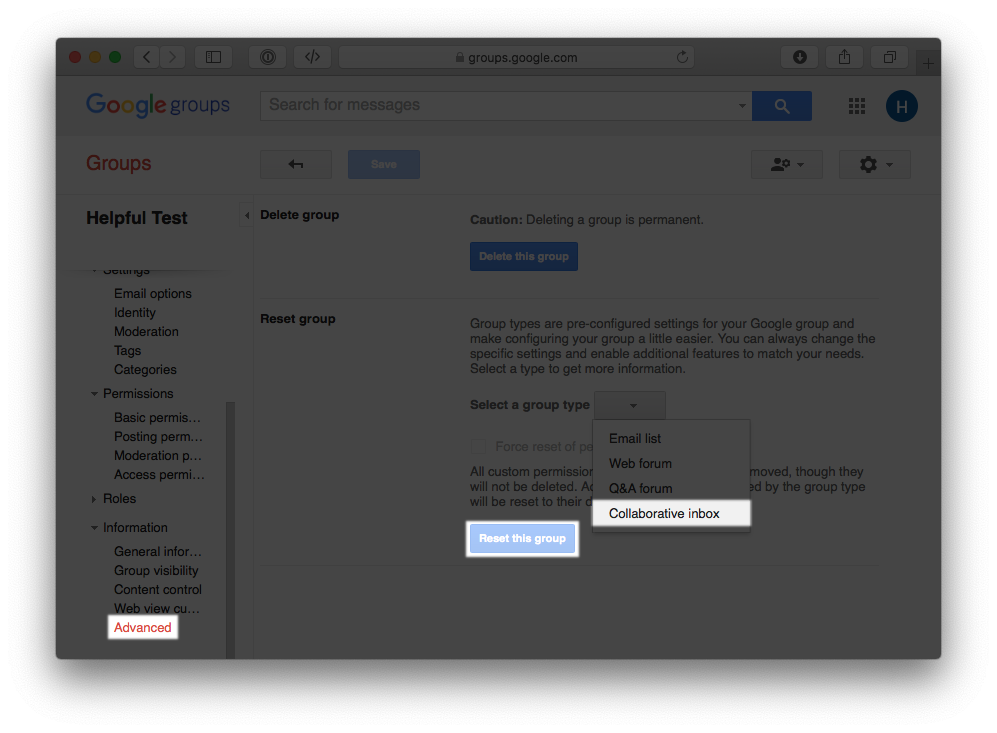 groups.google.com
Google groups
Search for messages
H
Groups
Save
Helpful Test
Settings
Email options
Identity
Moderation
Tags
Categories
Permissions
Basic permis...
Posting perm...
Moderation p...
Access permi...
Roles
Information
General infor...
Group visibility
Content control
Web view cu...
Advanced
Delete group
Caution: Deleting a group is permanent.
Delete this group
Reset group
Group types are pre-configured settings for your Google group and
make configuring your group a little easier. You can always change the
specific settings and enable additional features to match your needs.
Select a type to get more information.
Select a group type
Email list
Web forum
Q&A forum
Collaborative inbox
Force reset of pe
All custom permission moved, though they
will not be deleted. Ad ed by the group type
will be reset to their d
Reset this group